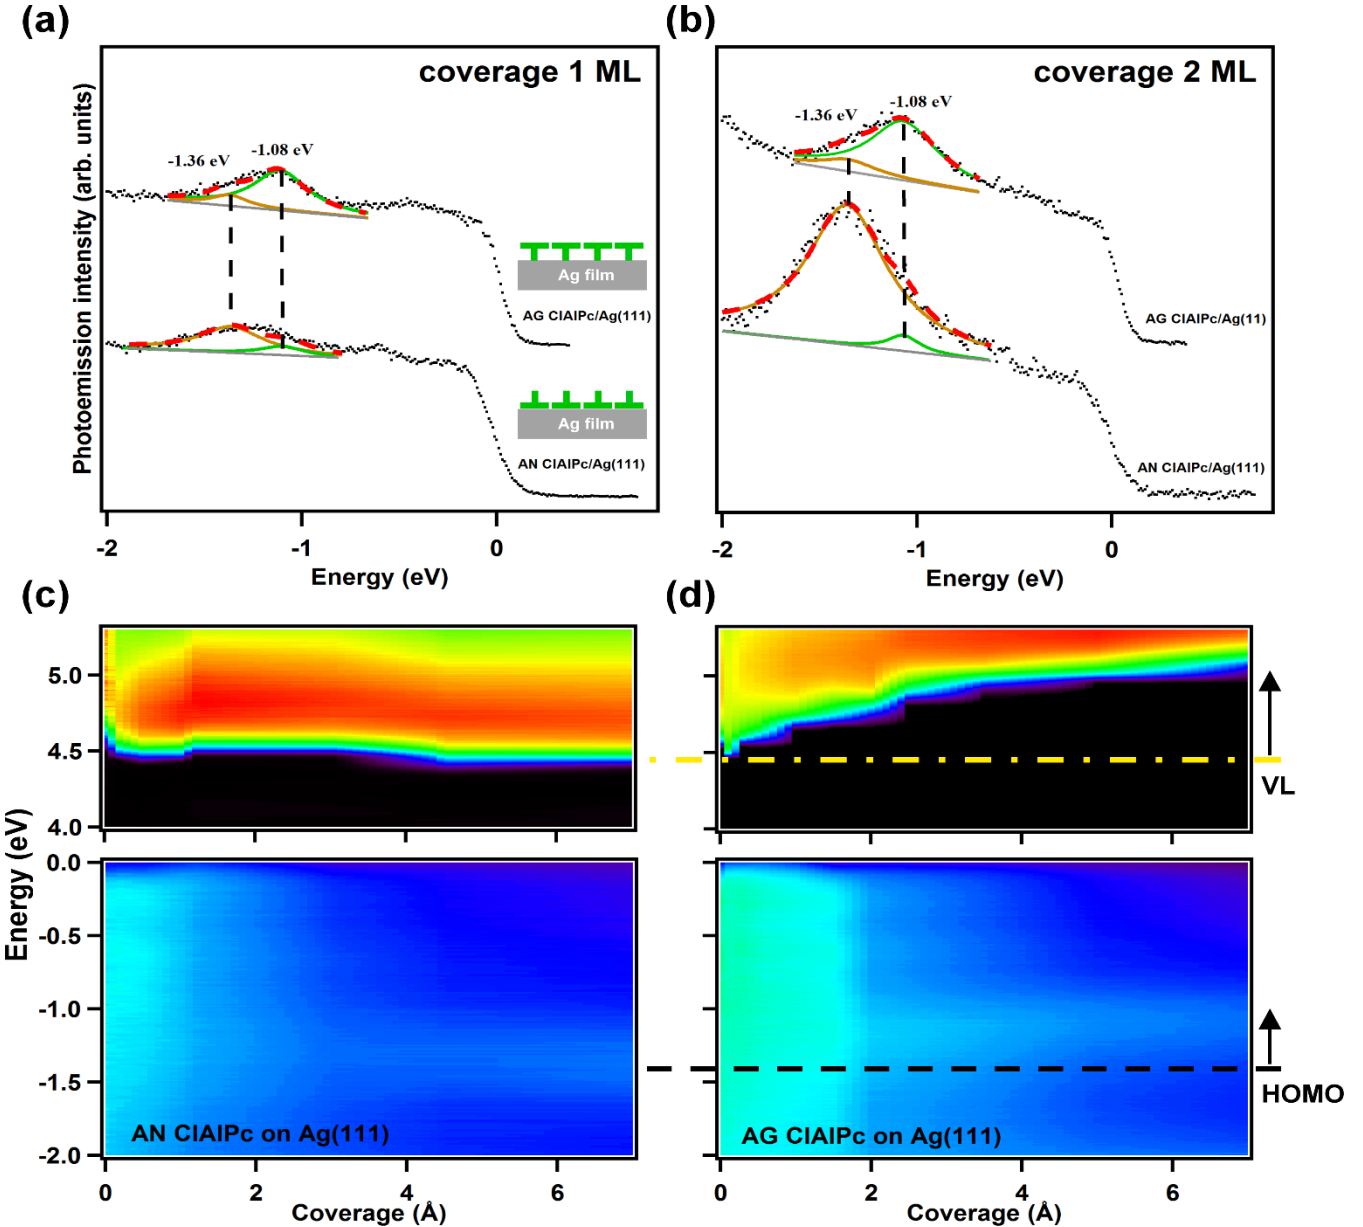 (a)
coverage 1 ML
-1.36 eV
-1.08 eV
Ag film
AG ClAlPc/Ag(111)
Ag film
AN ClAlPc/Ag(111)
Photoemission intensity (arb. units)
-2
-1
0
Energy (eV)
(b)
coverage 2 ML
-1.36 eV
-1.08 eV
AG ClAlPc/Ag(11)
AN ClAlPc/Ag(111)
-2
-1
0
Energy (eV)
(c)
5.0
4.5
4.0
0.0
-0.5
-1.0
-1.5
-2.0
Energy (eV)
AN ClAlPc on Ag(111)
0
2
4
6
Coverage (Å)
(d)
VL
HOMO
AG ClAlPc on Ag(111)
0
2
4
6
Coverage (Å)